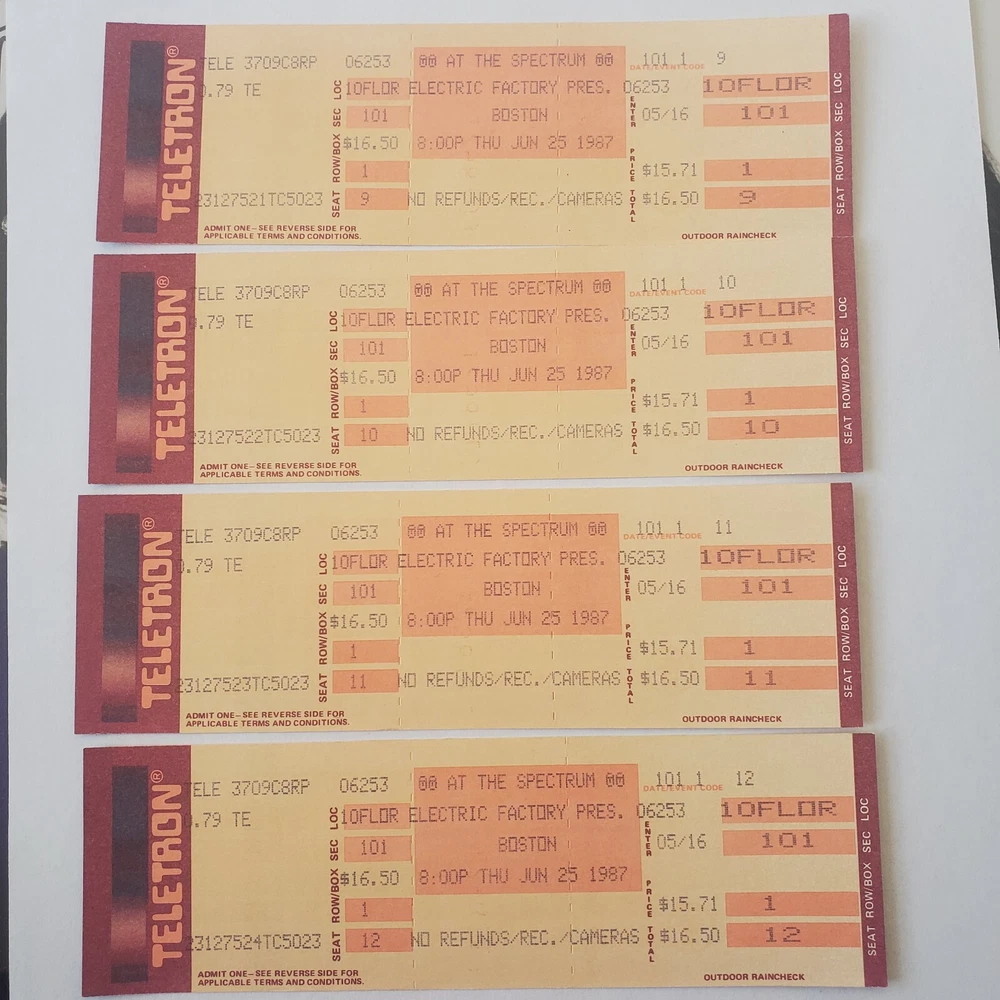 TELETRON®
TELE 3709C8RP 06253 00 AT THE SPECTRUM 00 101 1 9
DATE/EVENT CODE
0.79 TE 10FLOR ELECTRIC FACTORY PRES. 06253 10FLOR
101 BOSTON 05/16 101
$16.50 8:00P THU JUN 25 1987
1 $15.71 1
23127521TC5023 9 NO REFUNDS/REC./CAMERAS $16.50 9
SEAT ROW/BOX SEC LOC
ENTER PRICE TOTAL
SEAT ROW/BOX SEC LOC
ADMIT ONE–SEE REVERSE SIDE FOR
APPLICABLE TERMS AND CONDITIONS.
OUTDOOR RAINCHECK
TELETRON®
TELE 3709C8RP 06253 00 AT THE SPECTRUM 00 101 1 10
DATE/EVENT CODE
.79 TE 10FLOR ELECTRIC FACTORY PRES. 06253 10FLOR
101 BOSTON 05/16 101
$16.50 8:00P THU JUN 25 1987
1 $15.71 1
23127522TC5023 10 NO REFUNDS/REC./CAMERAS $16.50 10
SEAT ROW/BOX SEC LOC
ENTER PRICE TOTAL
SEAT ROW/BOX SEC LOC
ADMIT ONE–SEE REVERSE SIDE FOR
APPLICABLE TERMS AND CONDITIONS.
OUTDOOR RAINCHECK
TELETRON®
TELE 3709C8RP 06253 00 AT THE SPECTRUM 00 101 1 11
DATE/EVENT CODE
0.79 TE 10FLOR ELECTRIC FACTORY PRES. 06253 10FLOR
101 BOSTON 05/16 101
$16.50 8:00P THU JUN 25 1987
1 $15.71 1
23127523TC5023 11 NO REFUNDS/REC./CAMERAS $16.50 11
SEAT ROW/BOX SEC LOC
ENTER PRICE TOTAL
SEAT ROW/BOX SEC LOC
ADMIT ONE–SEE REVERSE SIDE FOR
APPLICABLE TERMS AND CONDITIONS.
OUTDOOR RAINCHECK
TELETRON®
TELE 3709C8RP 06253 00 AT THE SPECTRUM 00 101 1 12
DATE/EVENT CODE
0.79 TE 10FLOR ELECTRIC FACTORY PRES. 06253 10FLOR
101 BOSTON 05/16 101
$16.50 8:00P THU JUN 25 1987
1 $15.71 1
23127524TC5023 12 NO REFUNDS/REC./CAMERAS $16.50 12
SEAT ROW/BOX SEC LOC
ENTER PRICE TOTAL
SEAT ROW/BOX SEC LOC
ADMIT ONE–SEE REVERSE SIDE FOR
APPLICABLE TERMS AND CONDITIONS.
OUTDOOR RAINCHECK